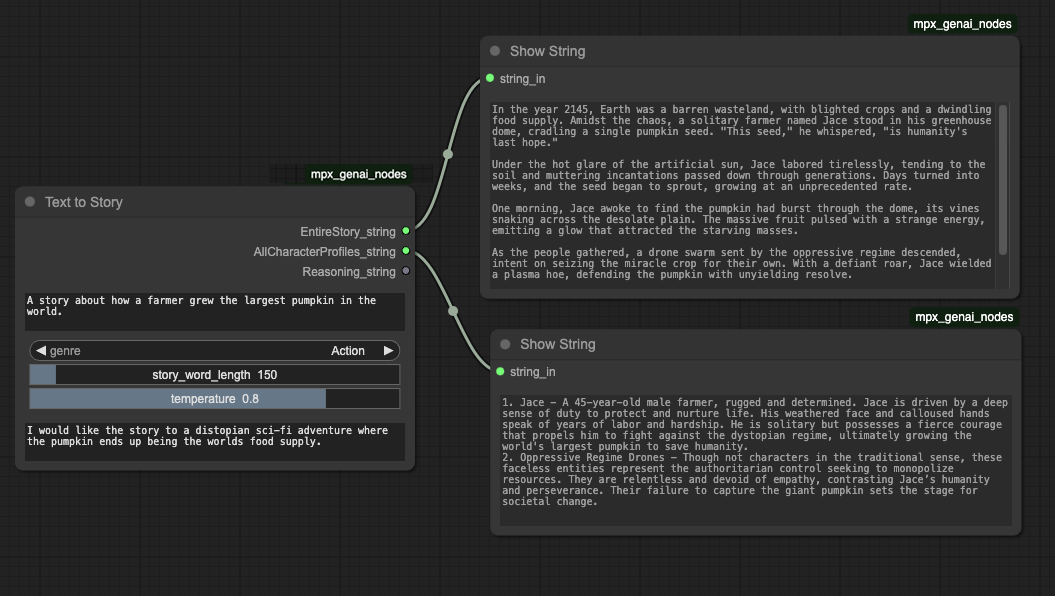 mpx_genai_nodes
Show String
string_in
In the year 2145, Earth was a barren wasteland, with blighted crops and a dwindling
food supply. Amidst the chaos, a solitary farmer named Jace stood in his greenhouse
dome, cradling a single pumpkin seed. "This seed," he whispered, "is humanity's
last hope."
Under the hot glare of the artificial sun, Jace labored tirelessly, tending to the
soil and muttering incantations passed down through generations. Days turned into
weeks, and the seed began to sprout, growing at an unprecedented rate.
One morning, Jace awoke to find the pumpkin had burst through the dome, its vines
snaking across the desolate plain. The massive fruit pulsed with a strange energy,
emitting a glow that attracted the starving masses.
As the people gathered, a drone swarm sent by the oppressive regime descended,
intent on seizing the miracle crop for their own. With a defiant roar, Jace wielded
a plasma hoe, defending the pumpkin with unyielding resolve.
mpx_genai_nodes
Text to Story
EntireStory_string
AllCharacterProfiles_string
Reasoning_string
A story about how a farmer grew the largest pumpkin in the
world.
genre Action
story_word_length 150
temperature 0.8
I would like the story to a distopian sci-fi adventure where
the pumpkin ends up being the worlds food supply.
mpx_genai_nodes
Show String
string_in
1. Jace – A 45-year-old male farmer, rugged and determined. Jace is driven by a deep
sense of duty to protect and nurture life. His weathered face and calloused hands
speak of years of labor and hardship. He is solitary but possesses a fierce courage
that propels him to fight against the dystopian regime, ultimately growing the
world's largest pumpkin to save humanity.
2. Oppressive Regime Drones – Though not characters in the traditional sense, these
faceless entities represent the authoritarian control seeking to monopolize
resources. They are relentless and devoid of empathy, contrasting Jace's humanity
and perseverance. Their failure to capture the giant pumpkin sets the stage for
societal change.